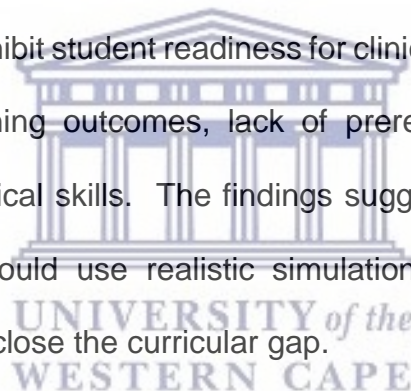 hibit student readiness for clinic
ning outcomes, lack of prere
ical skills. The findings sugg
ould use realistic simulation
UNIVERSITY of the
close the curricular gap.
WESTERN CAPE